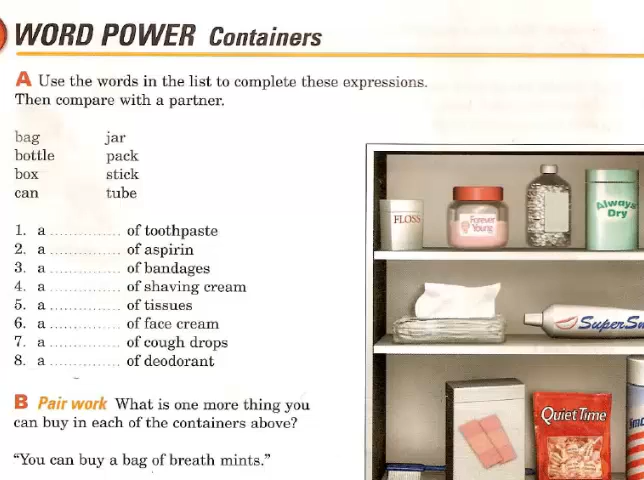 WORD POWER Containers
A Use the words in the list to complete these expressions.
Then compare with a partner.
bag jar
bottle pack
box stick
can tube
1. a .............. of toothpaste
2. a .............. of aspirin
3. a .............. of bandages
4. a .............. of shaving cream
5. a .............. of tissues
6. a .............. of face cream
7. a .............. of cough drops
8. a .............. of deodorant
B Pair work What is one more thing you
can buy in each of the containers above?
"You can buy a bag of breath mints."
FLOSS
Forever
Young
Always
Dry
Quiet Time